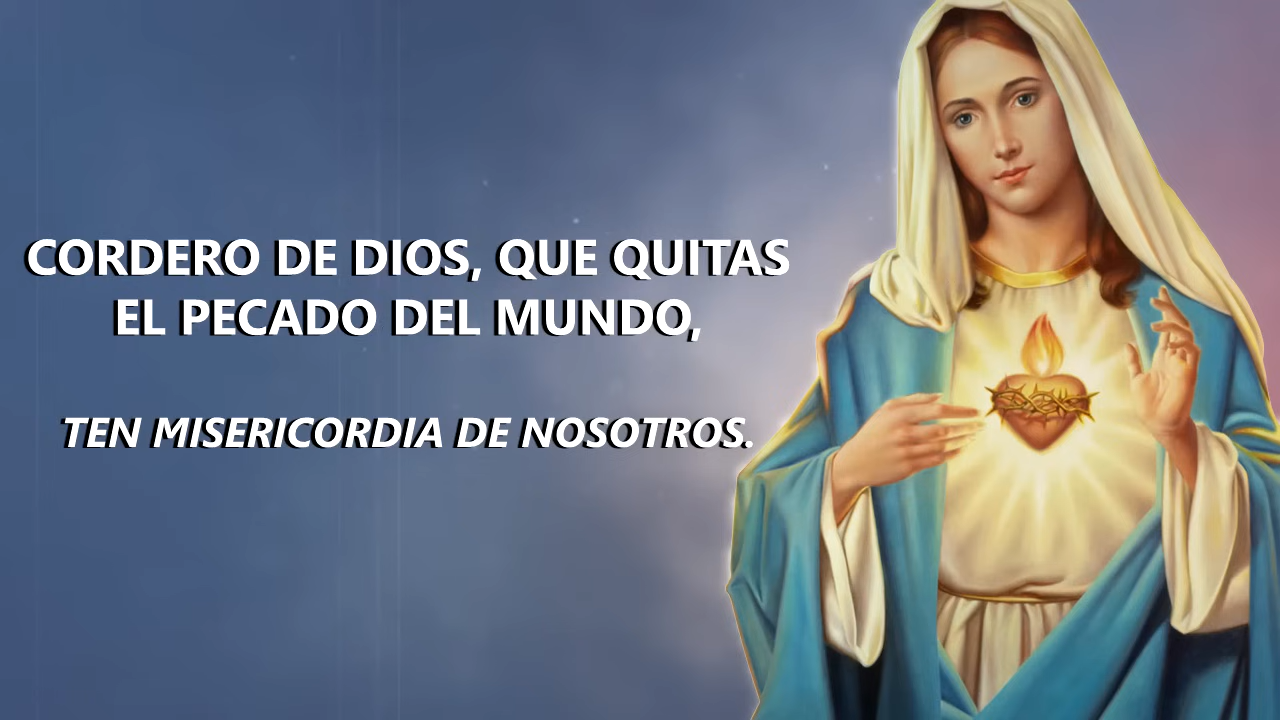 CORDERO DE DIOS, QUE QUITAS
EL PECADO DEL MUNDO,
TEN MISERICORDIA DE NOSOTROS.